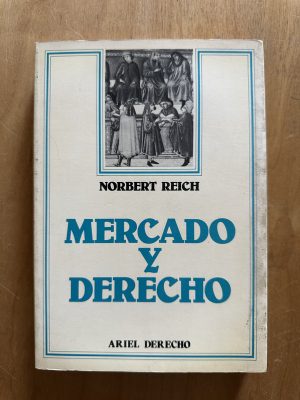 NORBERT REICH
MERCADO
Y
DERECHO
ARIEL DERECHO